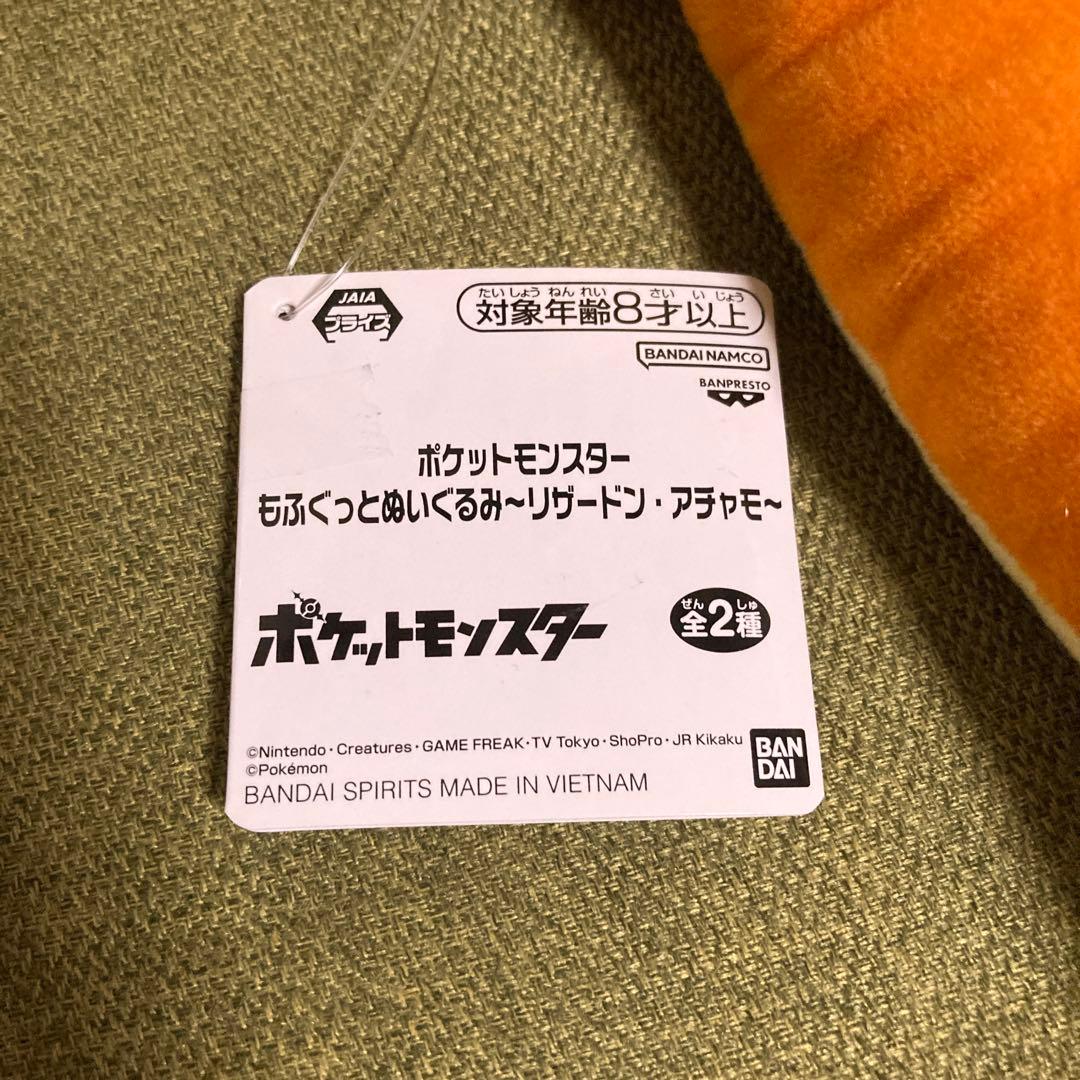 JAIA
プライズ
たいしょうねんれい さい いじょう
対象年齢8才以上
BANDAI NAMCO
BANPRESTO
ポケットモンスター
もふぐっとぬいぐるみ～リザードン・アチャモ～
ポケットモンスター
ぜん しゅ
全2種
©Nintendo・Creatures・GAME FREAK・TV Tokyo・ShoPro・JR Kikaku
©Pokémon
BANDAI SPIRITS MADE IN VIETNAM
BAN
DAI